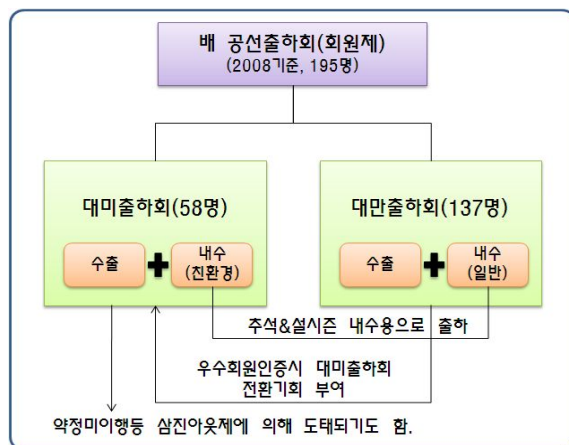 배 공선출하회(회원제)
(2008기준, 195명)
대미출하회(58명)
수출
내수
(친환경)
대만출하회(137명)
수출
내수
(일반)
추석&설시즌 내수용으로 출하
우수회원인증시 대미출하회
전환기회 부여
약정미이행등 삼진아웃제에 의해 도태되기도 함.